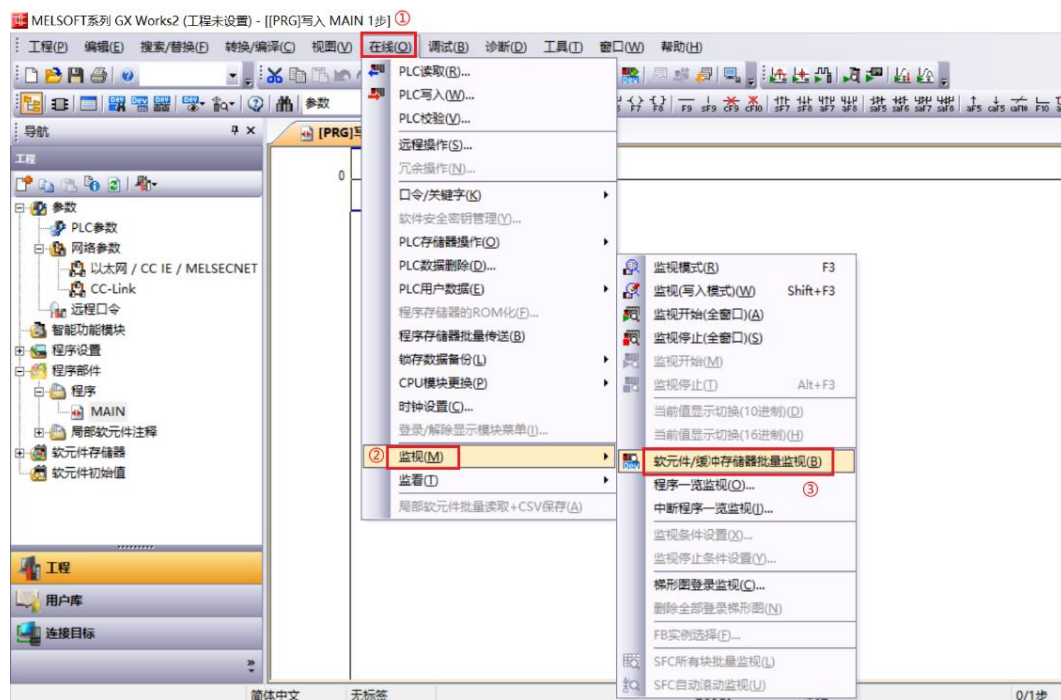 MELSOFT系列 GX Works2 (工程未设置) - [[PRG]写入 MAIN 1步] ①
工程(P) 编辑(E) 搜索/替换(F) 转换/编译(C) 视图(V) 在线(O) 调试(B) 诊断(D) 工具(T) 窗口(W) 帮助(H)
参数
导航
[PRG]写
工程
0
参数
PLC参数
网络参数
以太网 / CC IE / MELSECNET
CC-Link
远程口令
智能功能模块
程序设置
程序部件
程序
MAIN
局部软元件注释
软元件存储器
软元件初始值
工程
用户库
连接目标
PLC读取(R)...
PLC写入(W)...
PLC校验(V)...
远程操作(S)...
冗余操作(N)...
口令/关键字(K)
软件安全密钥管理(Y)...
PLC存储器操作(O)
PLC数据删除(D)...
PLC用户数据(E)
程序存储器的ROM化(F)...
程序存储器批量传送(B)
锁存数据备份(L)
CPU模块更换(P)
时钟设置(C)...
登录/解除显示模块菜单(I)...
② 监视(M)
监看(T)
局部软元件批量读取+CSV保存(A)
监视模式(R) F3
监视(写入模式)(W) Shift+F3
监视开始(全窗口)(A)
监视停止(全窗口)(S)
监视开始(M)
监视停止(T) Alt+F3
当前值显示切换(10进制)(D)
当前值显示切换(16进制)(H)
软元件/缓冲存储器批量监视(B)
程序一览监视(O)...
③
中断程序一览监视(J)...
监视条件设置(X)...
监视停止条件设置(Y)...
梯形图登录监视(C)...
删除全部登录梯形图(N)
FB实例选择(F)...
SFC所有块批量监视(L)
SFC自动滚动监视(U)
简体中文 无标签 0/1步